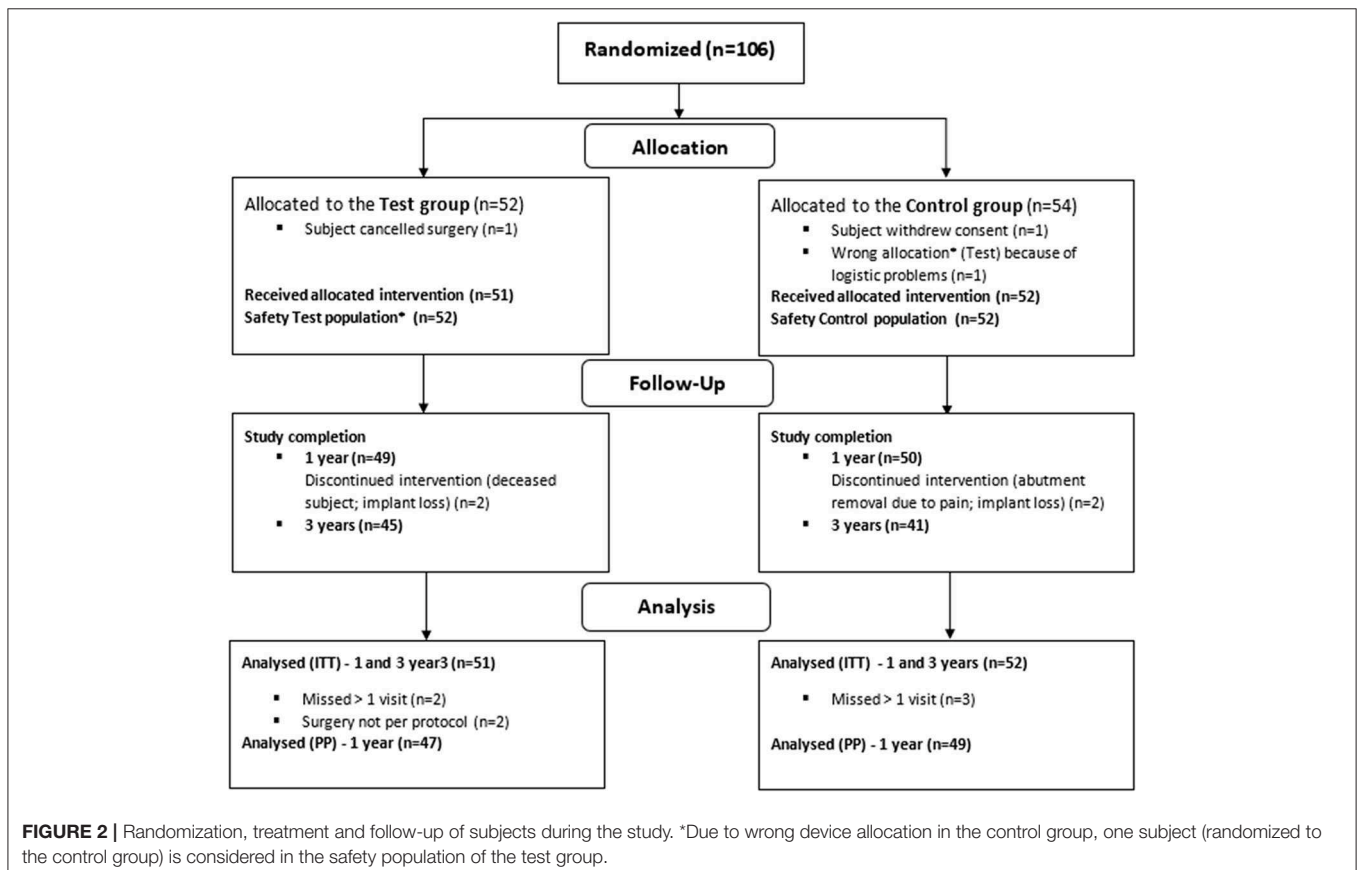 Randomized (n=106)
Allocation
Allocated to the Test group (n=52)
▪ Subject cancelled surgery (n=1)
Received allocated intervention (n=51)
Safety Test population* (n=52)
Allocated to the Control group (n=54)
▪ Subject withdrew consent (n=1)
▪ Wrong allocation* (Test) because of
logistic problems (n=1)
Received allocated intervention (n=52)
Safety Control population (n=52)
Follow-Up
Study completion
▪ 1 year (n=49)
Discontinued intervention (deceased
subject; implant loss) (n=2)
▪ 3 years (n=45)
Study completion
▪ 1 year (n=50)
Discontinued intervention (abutment
removal due to pain; implant loss) (n=2)
▪ 3 years (n=41)
Analysis
Analysed (ITT) - 1 and 3 year3 (n=51)
▪ Missed > 1 visit (n=2)
▪ Surgery not per protocol (n=2)
Analysed (PP) - 1 year (n=47)
Analysed (ITT) - 1 and 3 years (n=52)
▪ Missed > 1 visit (n=3)
Analysed (PP) - 1 year (n=49)
FIGURE 2 | Randomization, treatment and follow-up of subjects during the study. *Due to wrong device allocation in the control group, one subject (randomized to
the control group) is considered in the safety population of the test group.